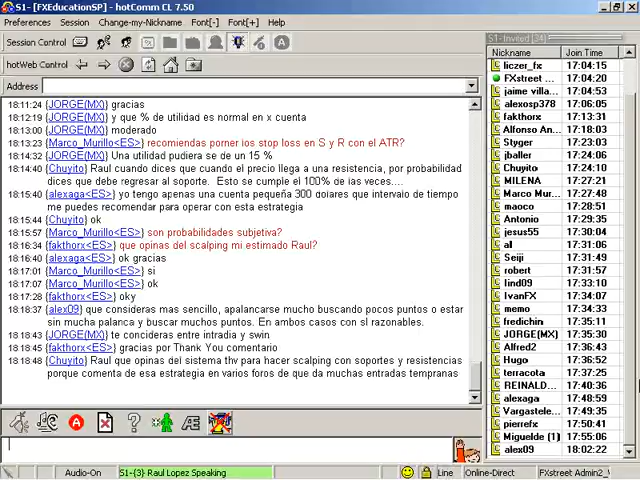 S1- [FXEducationSP] - hotComm CL 7.50
Preferences Session Change-my-Nickname Font[-] Font[+] Help
Session Control
hotWeb Control
Address
18:11:24 {JORGE(MX)} gracias
18:12:19 {JORGE(MX)} y que % de utilidad es normal en x cuenta
18:13:00 {JORGE(MX)} moderado
18:13:23 {Marco_Murillo<ES>} recomiendas porner ios stop loss en S y R con el ATR?
18:14:32 {JORGE(MX)} Una utilidad pudiera se de un 15 %
18:14:40 {Chuyito} Raul cuando dices que cuando el precio llega a una resistencia, por probabilidad
dices que debe regresar al soporte. Esto se cumple el 100% de ias veces....
18:15:40 {alexaga<ES>} yo tengo apenas una cuenta pequeña 300 doiares que intervalo de tiempo
me puedes recomendar para operar con esta estrategia
18:15:44 {Chuyito} ok
18:15:57 {Marco_Murillo<ES>} son probabilidades subjetiva?
18:16:34 {fakthorx<ES>} que opinas del scalping mi estimado Raul?
18:16:40 {alexaga<ES>} ok gracias
18:17:01 {Marco_Murillo<ES>} si
18:17:08 {Marco_Murillo<ES>} ok
18:17:28 {fakthorx<ES>} oky
18:18:37 {alex09} que consideras mas sencillo, apalancarse mucho buscando pocos puntos o estar
sin mucha palanca y buscar muchos puntos. En ambos casos con sl razonables.
18:18:43 {JORGE(MX)} te concideras entre intradia y swin
18:18:45 {fakthorx<ES>} gracias por Thank You comentario
18:18:48 {Chuyito} Raul que opinas del sistema thv para hacer scalping con soportes y resistencias
porque comenta de esa estrategia en varios foros de que da muchas entradas tempranas
S1-Invited [34]
Nickname Join Time
liczer_fx 17:04:15
FXstreet ... 17:04:20
jaime villa... 17:04:53
alexosp378 17:06:05
fakthorx 17:13:31
Alfonso An... 17:18:03
Styger 17:23:04
jballer 17:24:06
Chuyito 17:24:10
MILENA 17:27:21
Marco Mur... 17:27:48
maoco 17:28:51
Antonio 17:29:35
jesus55 17:30:04
al 17:31:06
Seiji 17:31:49
robert 17:31:57
lind09 17:33:10
IvanFX 17:34:07
memo 17:34:33
fredichin 17:35:11
JORGE(MX) 17:35:30
Alfred2 17:36:43
Hugo 17:36:52
terracota 17:37:25
REINALD... 17:40:36
alexaga 17:48:59
Vargastele... 17:49:35
pierrefx 17:50:41
Miguelde (1) 17:55:06
alex09 18:02:22
Audio-On S1-{3} Raul Lopez Speaking Line Online-Direct FXstreet Admin2_